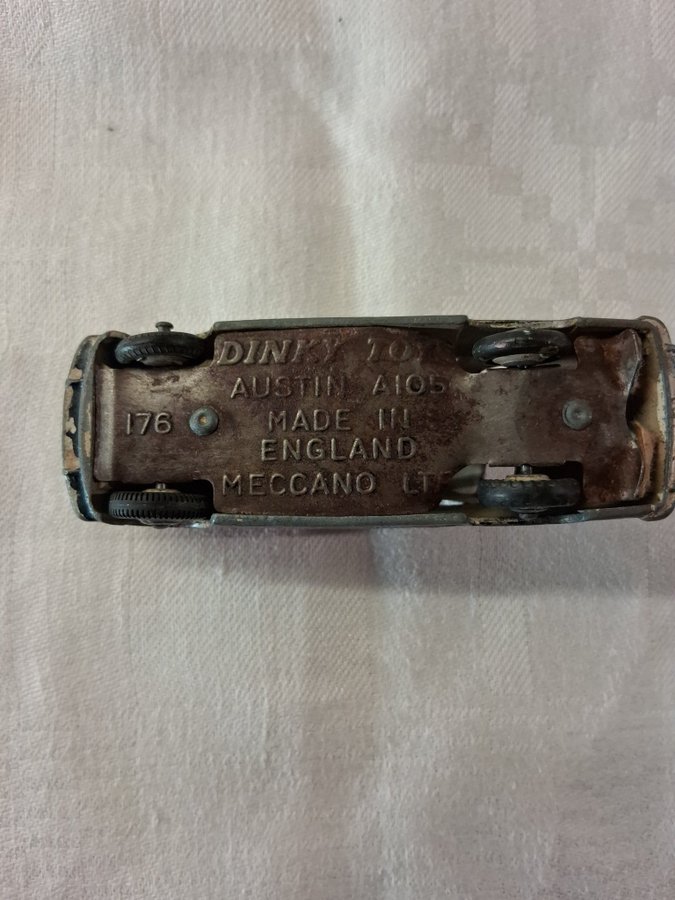 DINKY TOYS
AUSTIN A105
176
MADE IN
ENGLAND
MECCANO LTD